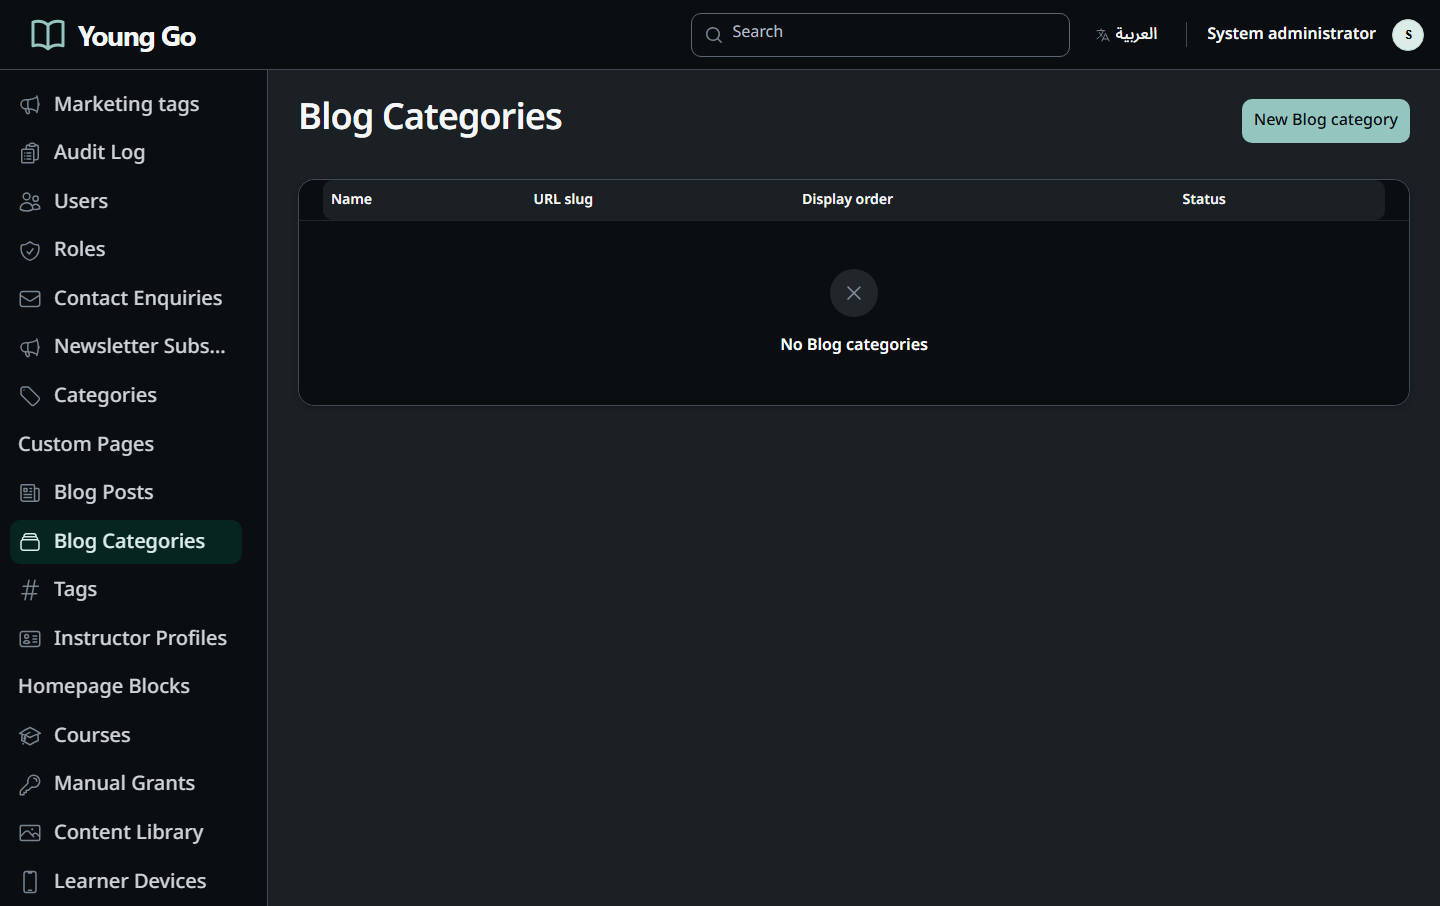 Young Go
Search
العربية
System administrator
S
Marketing tags
Audit Log
Users
Roles
Contact Enquiries
Newsletter Subs...
Categories
Custom Pages
Blog Posts
Blog Categories
Tags
Instructor Profiles
Homepage Blocks
Courses
Manual Grants
Content Library
Learner Devices
Blog Categories
New Blog category
Name URL slug Display order Status
No Blog categories